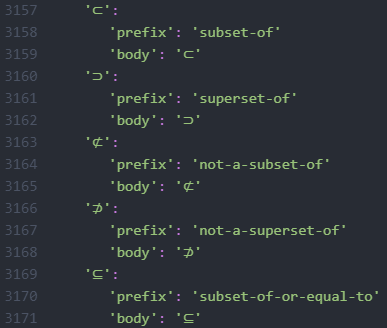 3157 '⊂':
3158 'prefix': 'subset-of'
3159 'body': '⊂'
3160 '⊃':
3161 'prefix': 'superset-of'
3162 'body': '⊃'
3163 '⊄':
3164 'prefix': 'not-a-subset-of'
3165 'body': '⊄'
3166 '⊅':
3167 'prefix': 'not-a-superset-of'
3168 'body': '⊅'
3169 '⊆':
3170 'prefix': 'subset-of-or-equal-to'
3171 'body': '⊆'